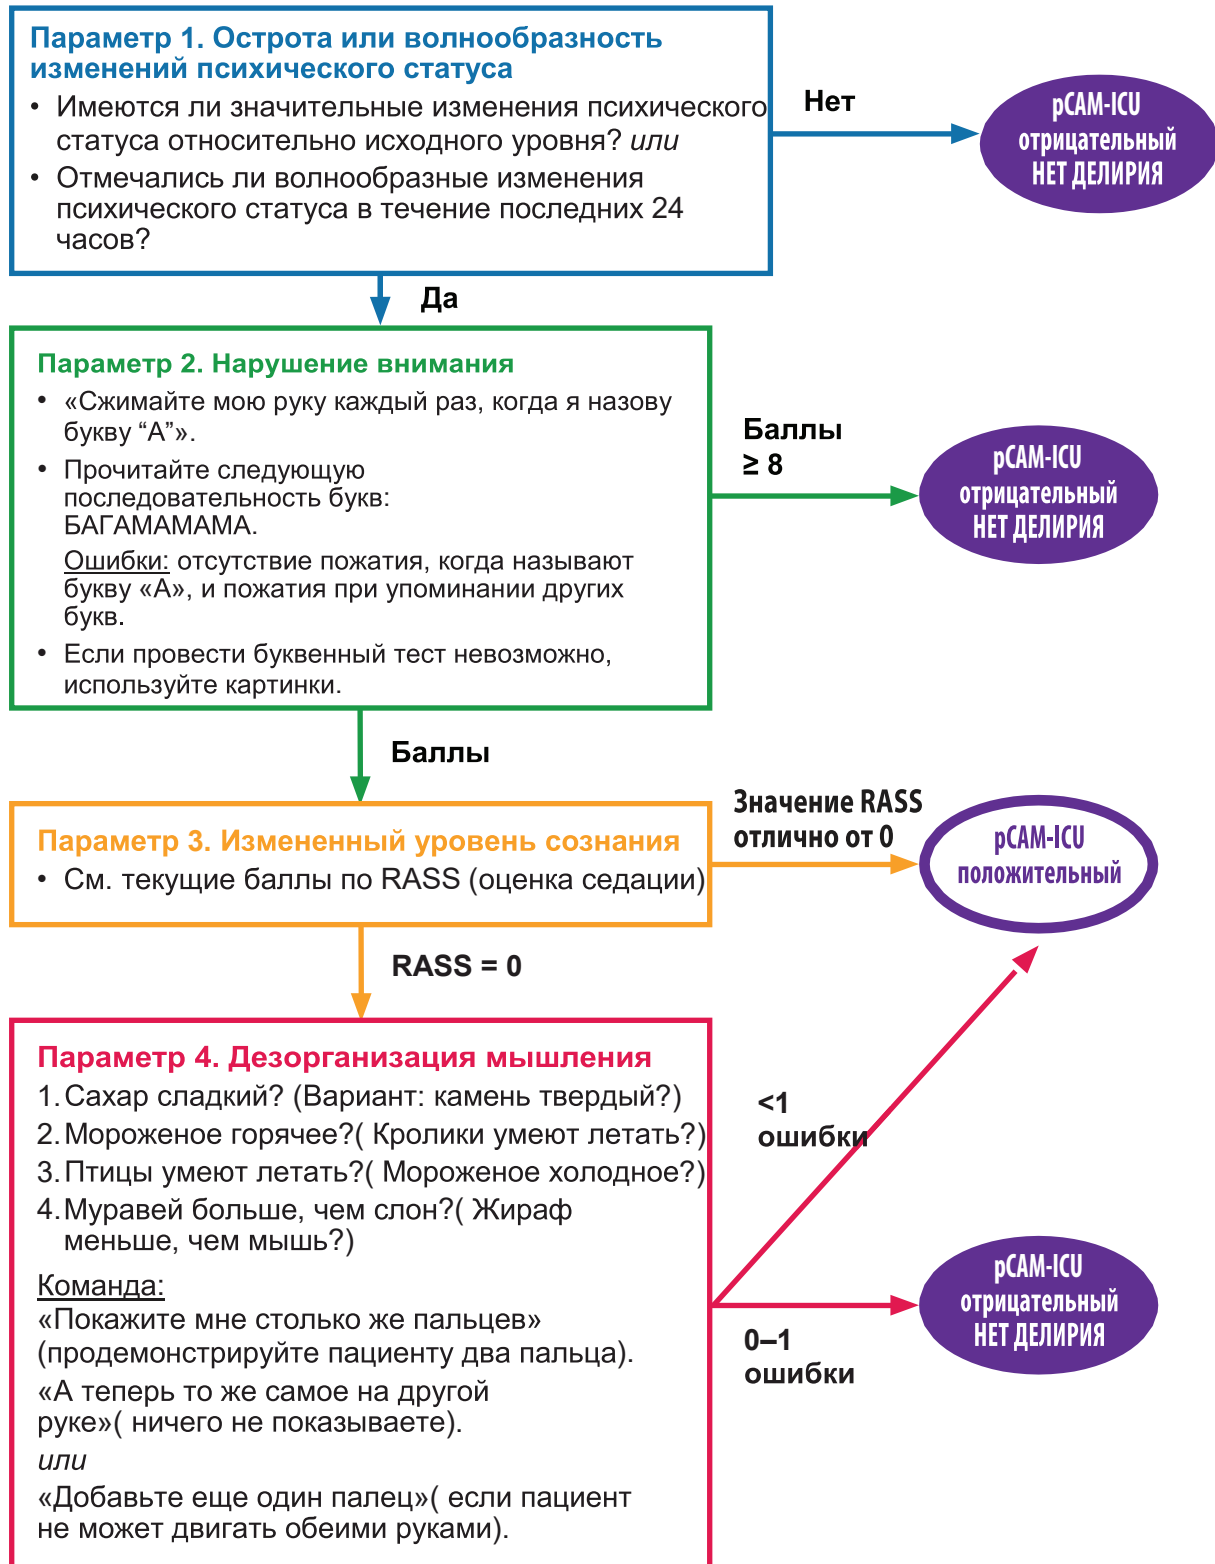 Параметр 1. Острота или волнообразность
изменений психического статуса
• Имеются ли значительные изменения психического
статуса относительно исходного уровня? или
• Отмечались ли волнообразные изменения
психического статуса в течение последних 24
часов?
Нет
pCAM-ICU
отрицательный
НЕТ ДЕЛИРИЯ
Да
Параметр 2. Нарушение внимания
• «Сжимайте мою руку каждый раз, когда я назову
букву “А”».
• Прочитайте следующую
последовательность букв:
БАГАМАМАМА.
Ошибки: отсутствие пожатия, когда называют
букву «А», и пожатия при упоминании других
букв.
• Если провести буквенный тест невозможно,
используйте картинки.
Баллы
≥ 8
pCAM-ICU
отрицательный
НЕТ ДЕЛИРИЯ
Баллы
Параметр 3. Измененный уровень сознания
• См. текущие баллы по RASS (оценка седации)
Значение RASS
отлично от 0
pCAM-ICU
положительный
RASS = 0
Параметр 4. Дезорганизация мышления
1. Сахар сладкий? (Вариант: камень твердый?)
2. Мороженое горячее?( Кролики умеют летать?)
3. Птицы умеют летать?( Мороженое холодное?)
4. Муравей больше, чем слон?( Жираф
меньше, чем мышь?)
Команда:
«Покажите мне столько же пальцев»
(продемонстрируйте пациенту два пальца).
«А теперь то же самое на другой
руке»( ничего не показываете).
или
«Добавьте еще один палец»( если пациент
не может двигать обеими руками).
<1
ошибки
0–1
ошибки
pCAM-ICU
отрицательный
НЕТ ДЕЛИРИЯ